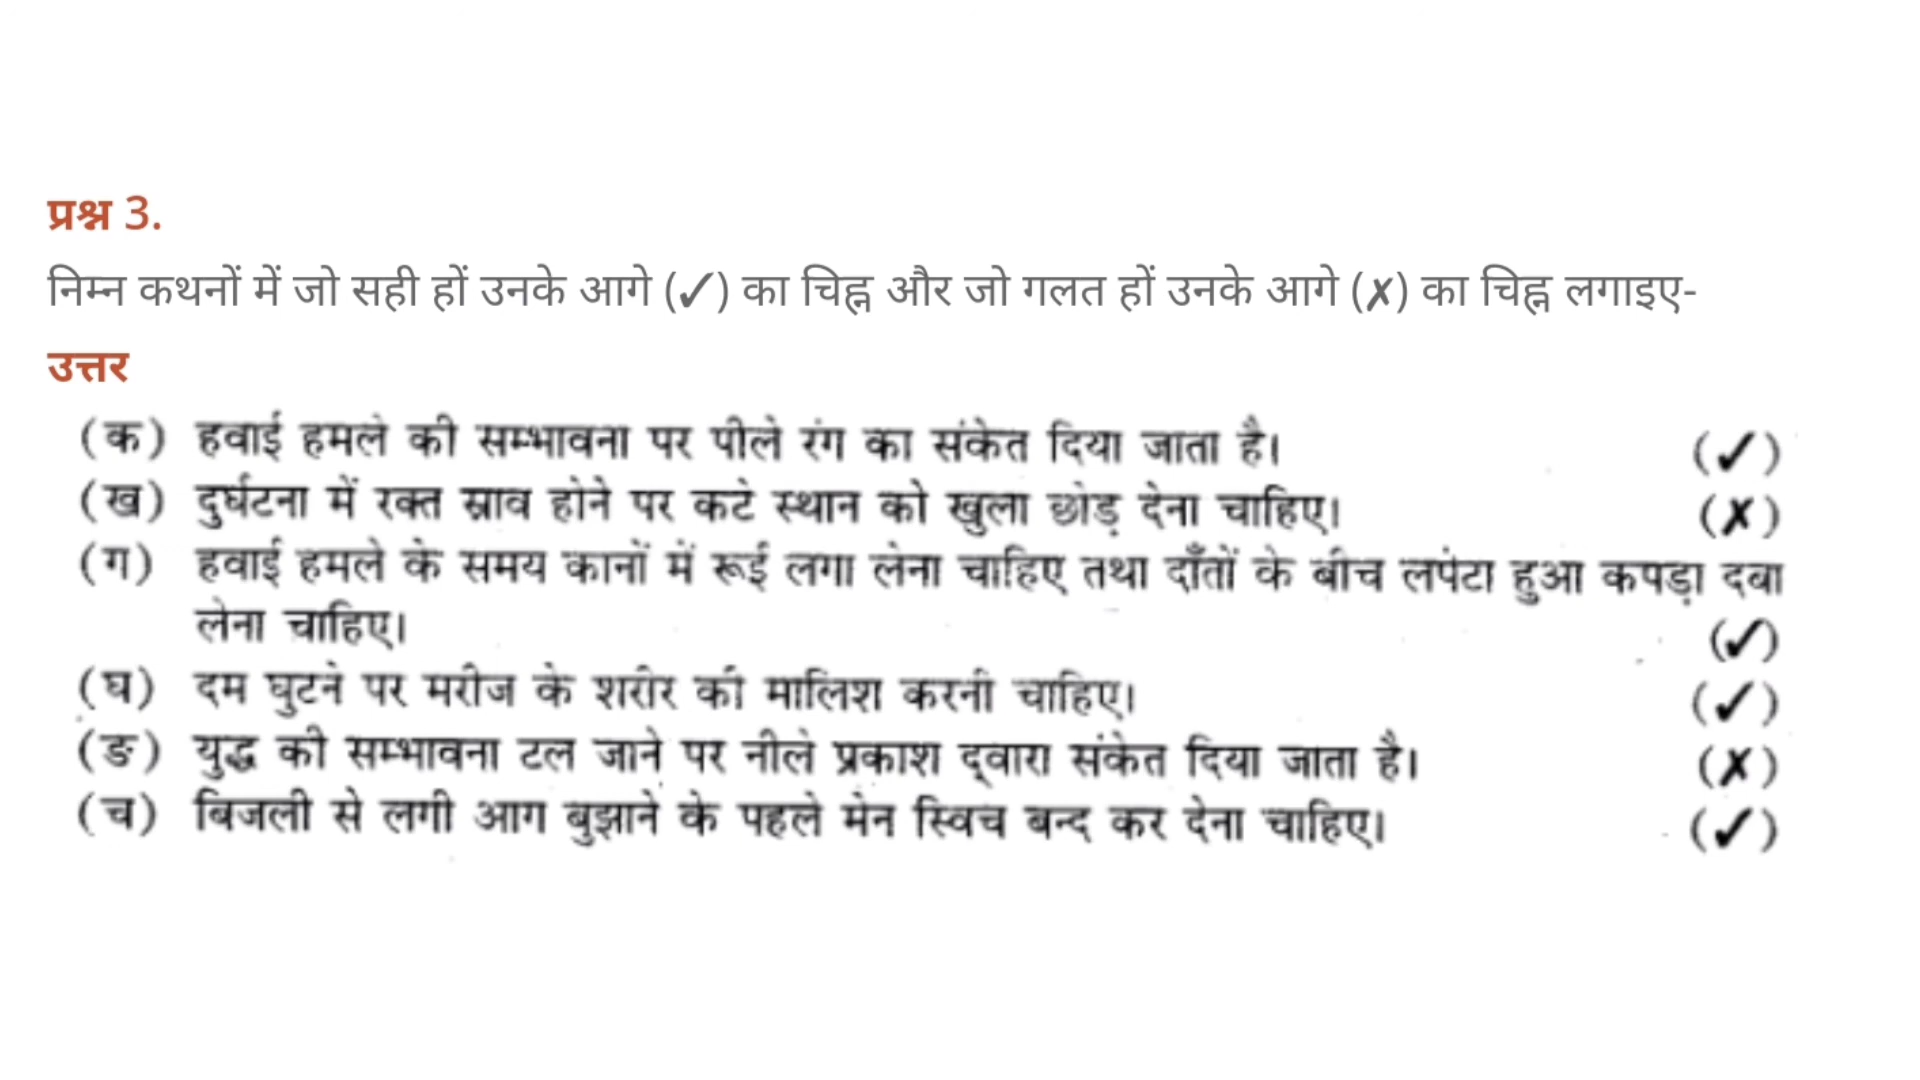 प्रश्न 3.
निम्न कथनों में जो सही हों उनके आगे (✓) का चिह्न और जो गलत हों उनके आगे (✗) का चिह्न लगाइए-
उत्तर
(क) हवाई हमले की सम्भावना पर पीले रंग का संकेत दिया जाता है। (✓)
(ख) दुर्घटना में रक्त स्राव होने पर कटे स्थान को खुला छोड़ देना चाहिए। (✗)
(ग) हवाई हमले के समय कानों में रूई लगा लेना चाहिए तथा दाँतों के बीच लपेटा हुआ कपड़ा दबा
लेना चाहिए। (✓)
(घ) दम घुटने पर मरीज के शरीर की मालिश करनी चाहिए। (✓)
(ङ) युद्ध की सम्भावना टल जाने पर नीले प्रकाश द्वारा संकेत दिया जाता है। (✗)
(च) बिजली से लगी आग बुझाने के पहले मेन स्विच बन्द कर देना चाहिए। (✓)